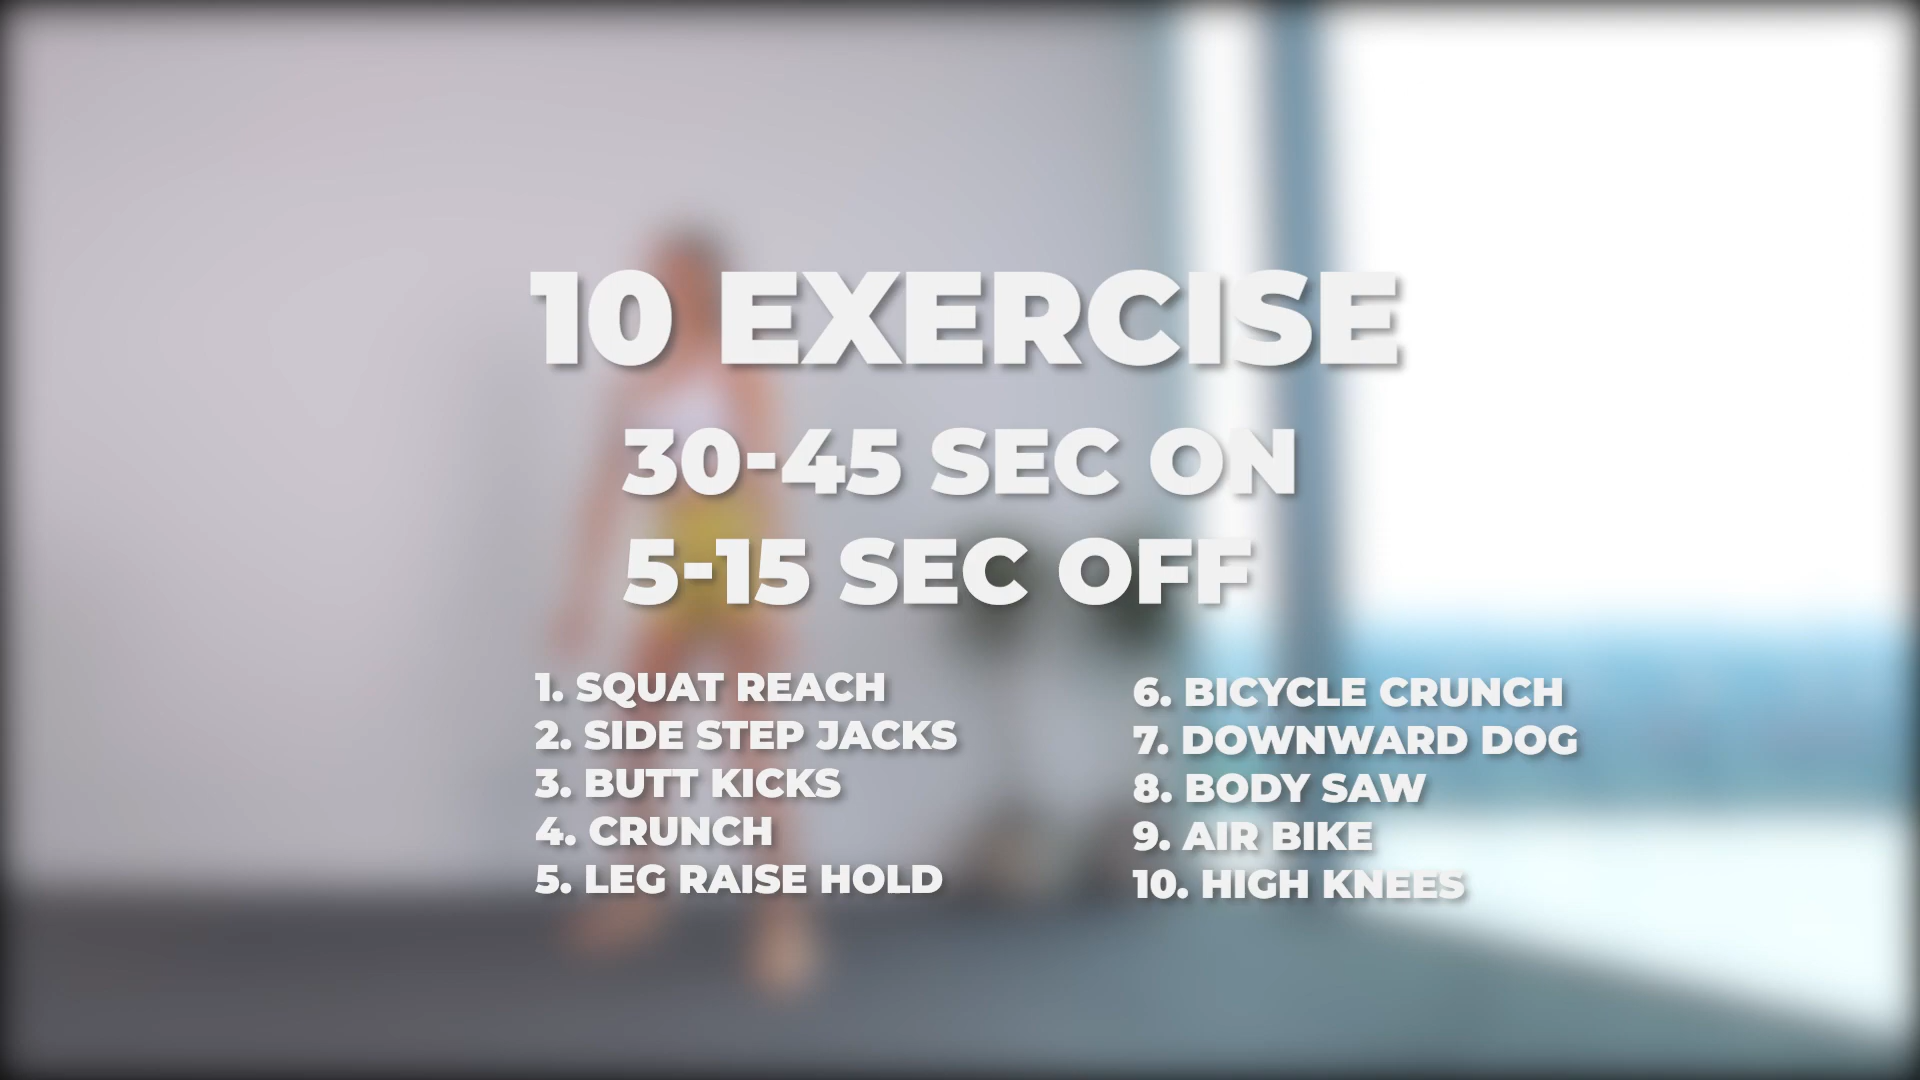 10 EXERCISE
30-45 SEC ON
5-15 SEC OFF
1. SQUAT REACH
2. SIDE STEP JACKS
3. BUTT KICKS
4. CRUNCH
5. LEG RAISE HOLD
6. BICYCLE CRUNCH
7. DOWNWARD DOG
8. BODY SAW
9. AIR BIKE
10. HIGH KNEES